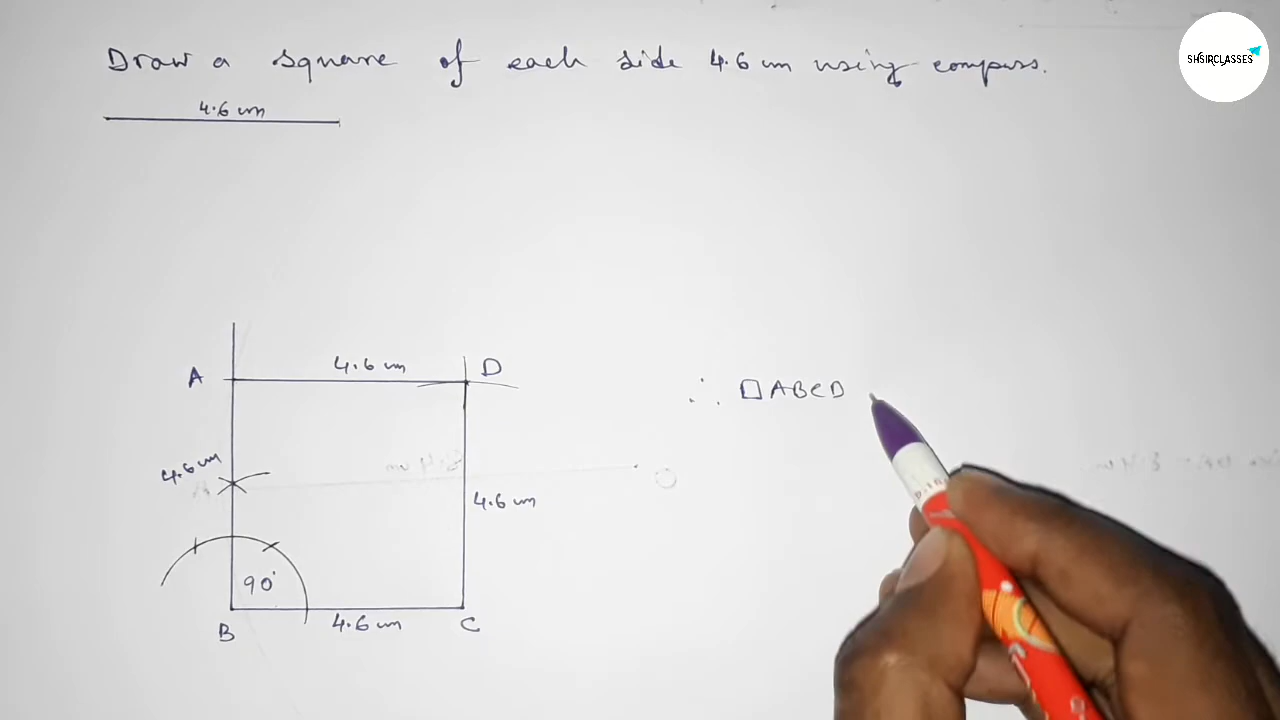 Draw a square of each side 4.6 cm using compass.
SHSIRCLASSES
4.6 cm
A 4.6 cm D
∴ □ABCD
4.6 cm
4.6 cm
90°
B 4.6 cm C